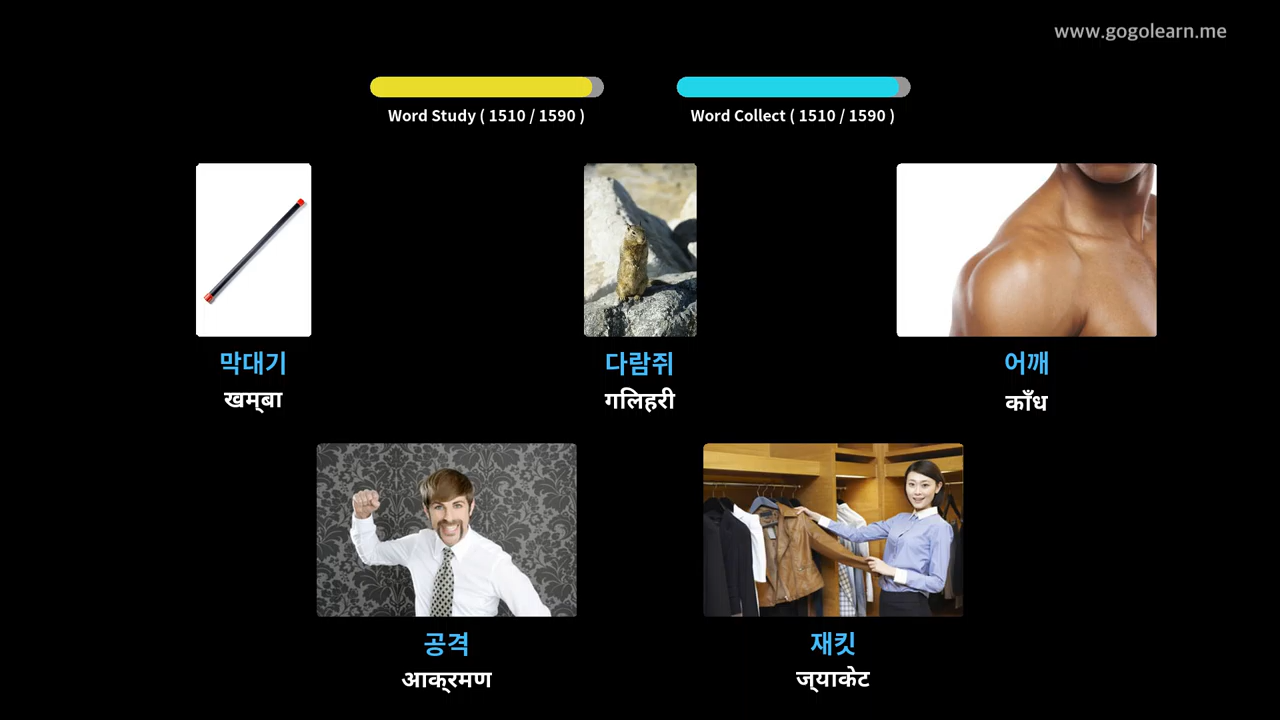 www.gogolearn.me
Word Study ( 1510 / 1590 )
Word Collect ( 1510 / 1590 )
막대기
खम्‌बा
다람쥐
गलिहरी
어깨
काँध
공격
आक्‌रमण
재킷
ज्‌याकेट